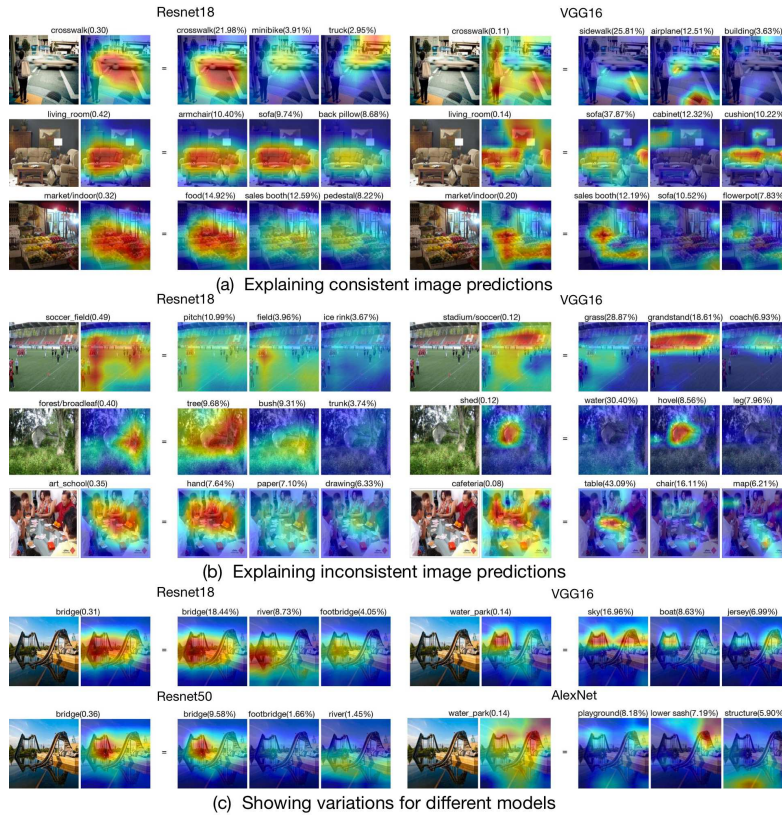 Resnet18 VGG16
crosswalk(0.30) crosswalk(21.98%) minibike(3.91%) truck(2.95%) crosswalk(0.11) sidewalk(25.81%) airplane(12.51%) building(3.63%)
= =
living_room(0.42) armchair(10.40%) sofa(9.74%) back pillow(8.68%) living_room(0.14) sofa(37.87%) cabinet(12.32%) cushion(10.22%)
= =
market/indoor(0.32) food(14.92%) sales booth(12.59%) pedestal(8.22%) market/indoor(0.20) sales booth(12.19%) sofa(10.52%) flowerpot(7.83%)
= =
(a) Explaining consistent image predictions
Resnet18 VGG16
soccer_field(0.49) pitch(10.99%) field(3.96%) ice rink(3.67%) stadium/soccer(0.12) grass(28.87%) grandstand(18.61%) coach(6.93%)
= =
forest/broadleaf(0.40) tree(9.68%) bush(9.31%) trunk(3.74%) shed(0.12) water(30.40%) hovel(8.56%) leg(7.96%)
= =
art_school(0.35) hand(7.64%) paper(7.10%) drawing(6.33%) cafeteria(0.08) table(43.09%) chair(16.11%) map(6.21%)
= =
(b) Explaining inconsistent image predictions
Resnet18 VGG16
bridge(0.31) bridge(18.44%) river(8.73%) footbridge(4.05%) water_park(0.14) sky(16.96%) boat(8.63%) jersey(6.99%)
= =
Resnet50 AlexNet
bridge(0.36) bridge(9.58%) footbridge(1.66%) river(1.45%) water_park(0.14) playground(8.18%) lower sash(7.19%) structure(5.90%)
= =
(c) Showing variations for different models